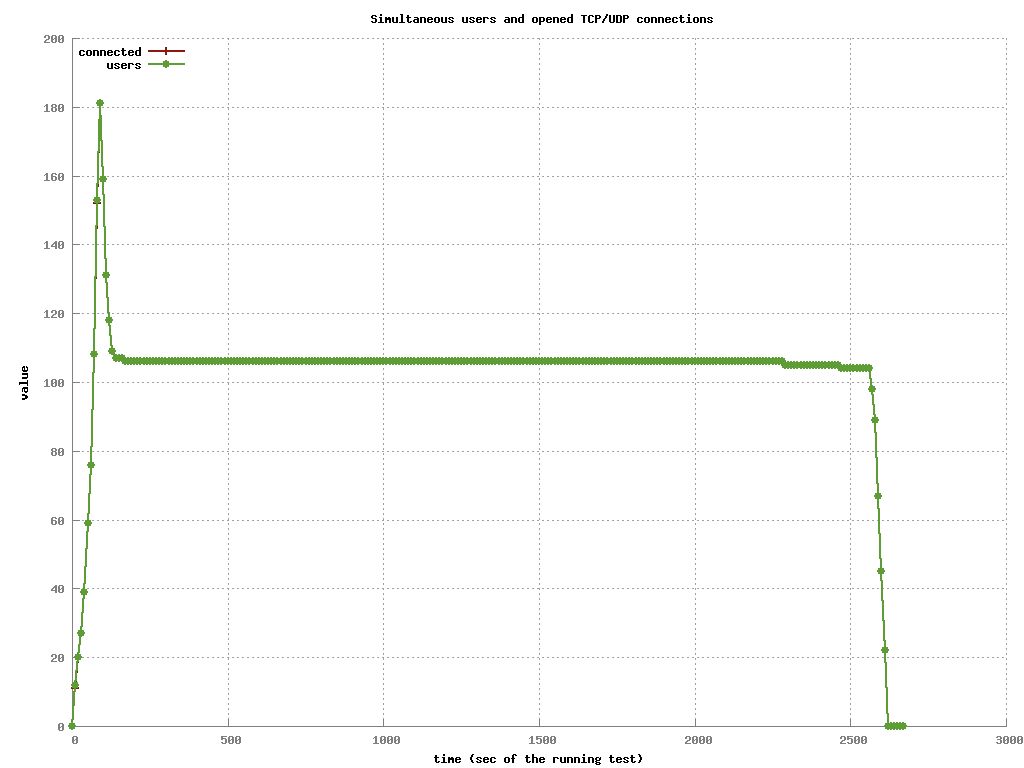 Simultaneous users and opened TCP/UDP connections
200
connected
users
180
160
140
120
100
80
60
40
20
0
value
0 500 1000 1500 2000 2500 3000
time (sec of the running test)